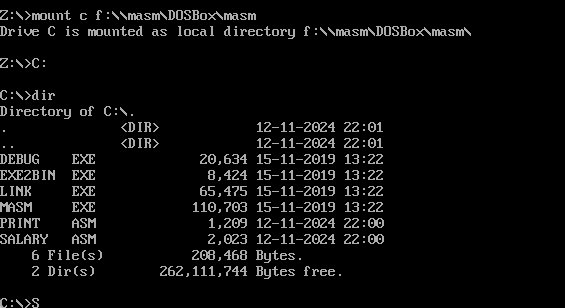 Z:\>mount c f:\\masm\DOSBox\masm
Drive C is mounted as local directory f:\\masm\DOSBox\masm\
Z:\>C:
C:\>dir
Directory of C:\.
.              <DIR>            12-11-2024 22:01
..             <DIR>            12-11-2024 22:01
DEBUG    EXE             20,634 15-11-2019 13:22
EXE2BIN  EXE              8,424 15-11-2019 13:22
LINK     EXE             65,475 15-11-2019 13:22
MASM     EXE            110,703 15-11-2019 13:22
PRINT    ASM              1,209 12-11-2024 22:00
SALARY   ASM              2,023 12-11-2024 22:00
    6 File(s)           208,468 Bytes.
    2 Dir(s)        262,111,744 Bytes free.
C:\>S